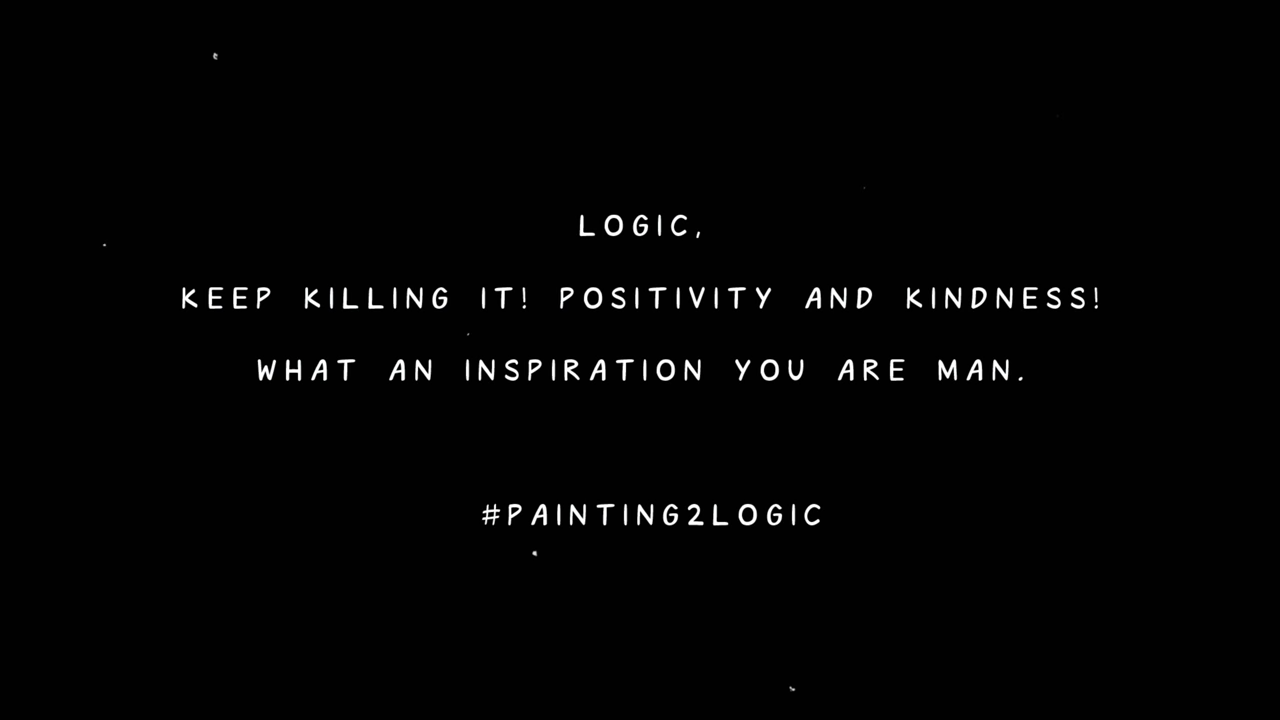 LOGIC,
KEEP KILLING IT! POSITIVITY AND KINDNESS!
WHAT AN INSPIRATION YOU ARE MAN.
#PAINTING2LOGIC